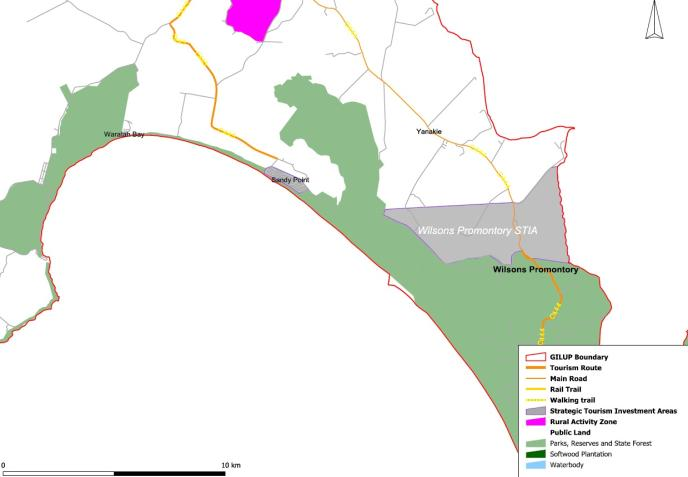 Yanakie
Waratah Bay
Sandy Point
Wilsons Promontory STIA
Wilsons Promontory
GILUP Boundary
Tourism Route
Main Road
Rail Trail
Walking trail
Strategic Tourism Investment Areas
Rural Activity Zone
Public Land
Parks, Reserves and State Forest
Softwood Plantation
Waterbody
0 10 km